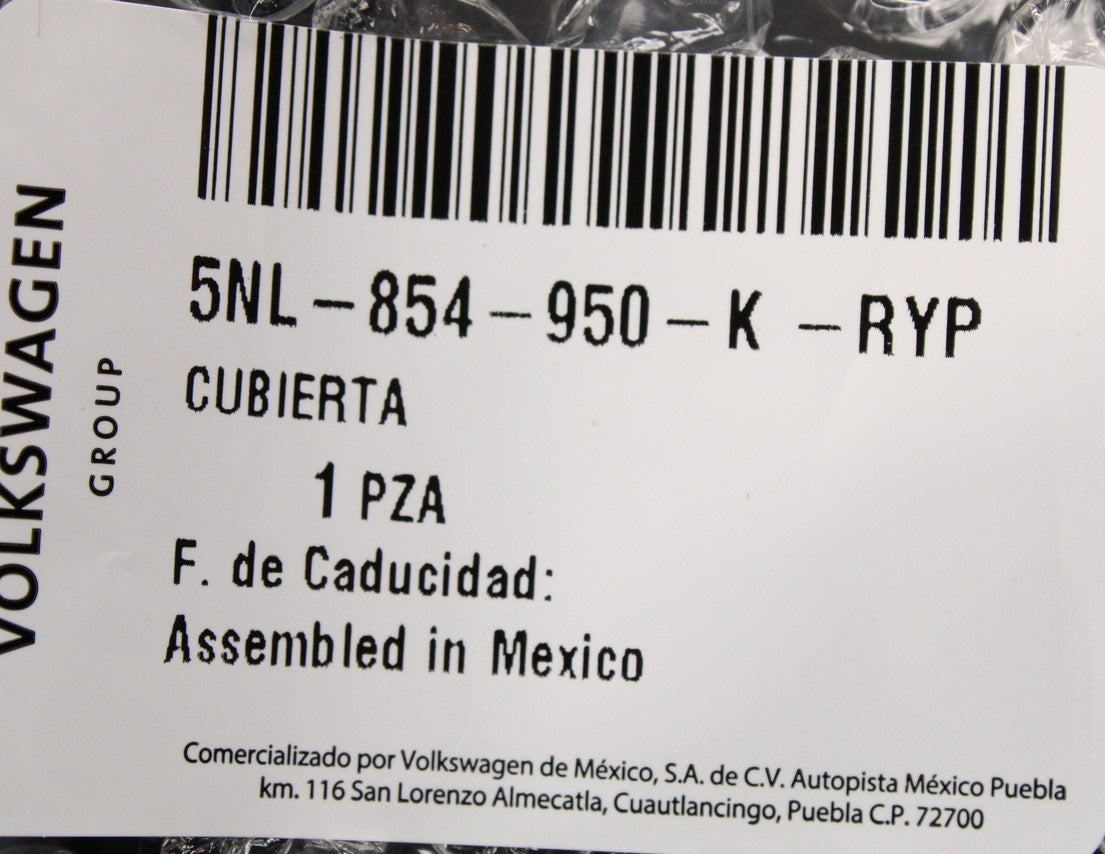 VOLKSWAGEN
GROUP
5NL-854-950-K -RYP
CUBIERTA
1 PZA
F. de Caducidad:
Assembled in Mexico
Comercializado por Volkswagen de México, S.A. de C.V. Autopista México Puebla
km. 116 San Lorenzo Almecatla, Cuautlancingo, Puebla C.P. 72700